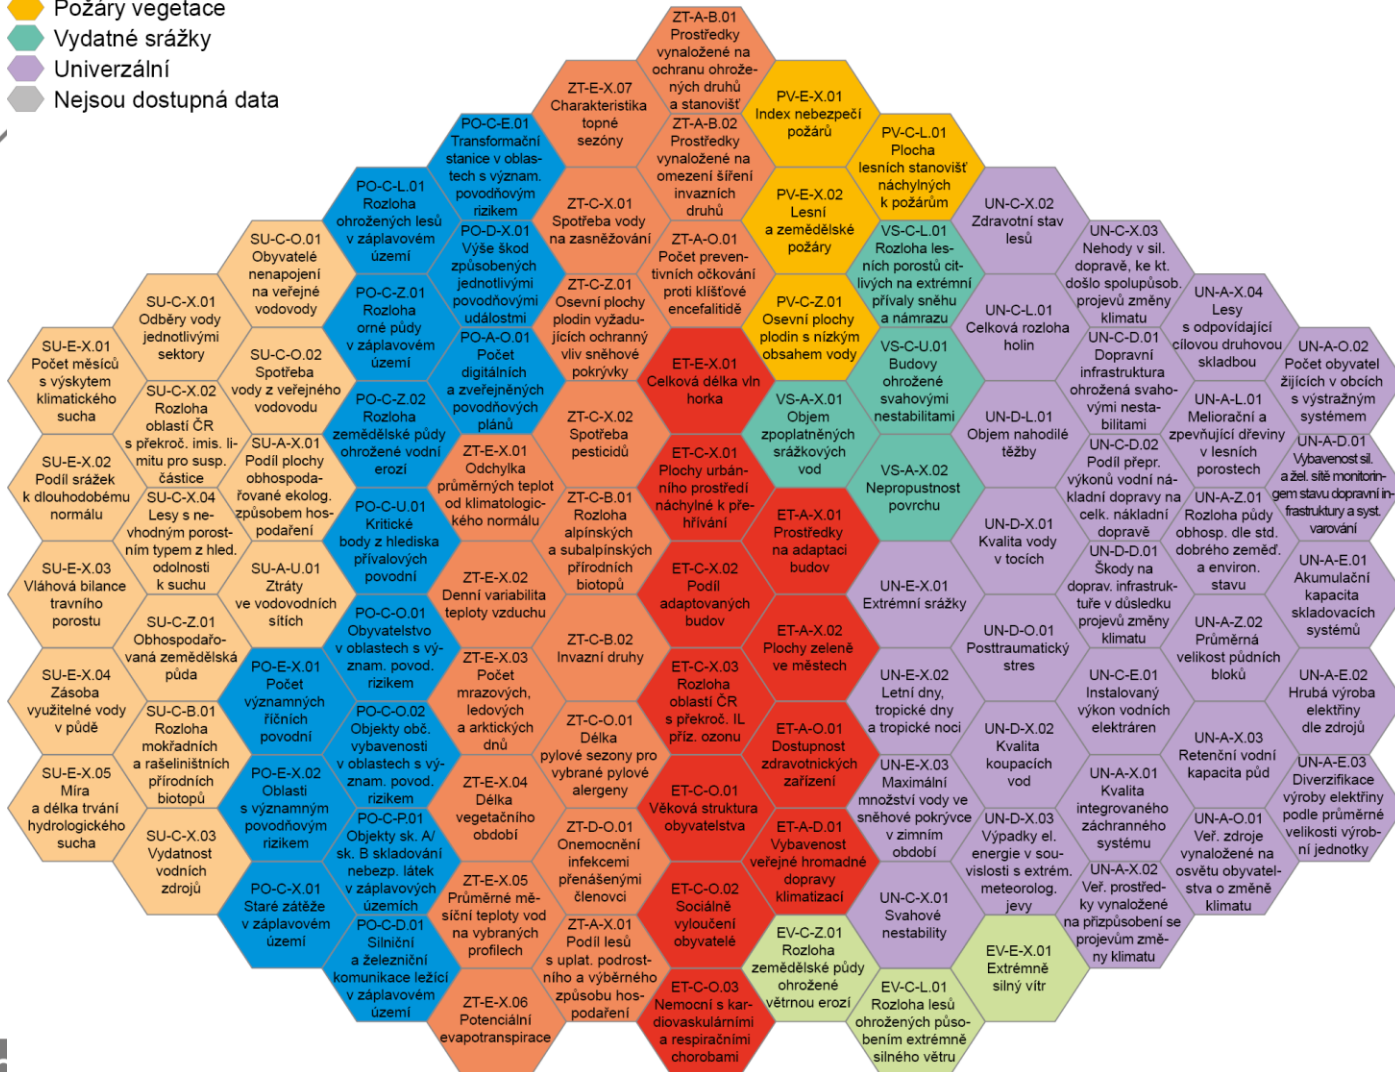 Požáry vegetace
Vydatné srážky
Univerzální
Nejsou dostupná data
SU-E-X.01
Počet měsíců
s výskytem
klimatického
sucha
SU-E-X.02
Podíl srážek
k dlouhodobému
normálu
SU-E-X.03
Vláhová bilance
travního
porostu
SU-E-X.04
Zásoba
využitelné vody
v půdě
SU-E-X.05
Míra
a délka trvání
hydrologického
sucha
SU-C-X.01
Odběry vody
jednotlivými
sektory
SU-C-X.02
Rozloha
oblastí ČR
s překroč. imis. li-
mitu pro susp.
částice
SU-C-X.04
Lesy s ne-
vhodným porost-
ním typem z hled.
odolnosti
k suchu
SU-C-Z.01
Obhospodařo-
vaná zemědělská
půda
SU-C-B.01
Rozloha
mokřadních
a rašeliništních
přírodních
biotopů
SU-C-X.03
Vydatnost
vodních
zdrojů
SU-C-O.01
Obyvatelé
nenapojení
na veřejné
vodovody
SU-C-O.02
Spotřeba
vody z veřejného
vodovodu
SU-A-X.01
Podíl plochy
obhospoda-
řované ekolog.
způsobem hos-
podaření
SU-A-U.01
Ztráty
ve vodovodních
sítích
PO-E-X.01
Počet
významných
říčních
povodní
PO-E-X.02
Oblasti
s významným
povodňovým
rizikem
PO-C-X.01
Staré zátěže
v záplavovém
území
PO-C-L.01
Rozloha
ohrožených lesů
v záplavovém
území
PO-C-Z.01
Rozloha
orné půdy
v záplavovém
území
PO-C-Z.02
Rozloha
zemědělské půdy
ohrožené vodní
erozí
PO-C-U.01
Kritické
body z hlediska
přívalových
povodní
PO-C-O.01
Obyvatelstvo
v oblastech s vý-
znam. povod.
rizikem
PO-C-O.02
Objekty obč.
vybavenosti
v oblastech s vý-
znam. povod.
rizikem
PO-C-P.01
Objekty sk. A/
sk. B skladování
nebezp. látek
v záplavových
územích
PO-C-D.01
Silniční
a železniční
komunikace ležící
v záplavovém
území
PO-C-E.01
Transformační
stanice v oblas-
tech s význam.
povodňovým
rizikem
PO-D-X.01
Výše škod
způsobených
jednotlivými
povodňovými
událostmi
PO-A-O.01
Počet
digitálních
a zveřejněných
povodňových
plánů
ZT-E-X.01
Odchylka
průměrných teplot
od klimatologic-
kého normálu
ZT-E-X.02
Denní variabilita
teploty vzduchu
ZT-E-X.03
Počet
mrazových,
ledových
a arktických
dnů
ZT-E-X.04
Délka
vegetačního
období
ZT-E-X.05
Průměrné mě-
síční teploty vod
na vybraných
profilech
ZT-E-X.06
Potenciální
evapotranspirace
ZT-E-X.07
Charakteristika
topné
sezóny
ZT-C-X.01
Spotřeba vody
na zasněžování
ZT-C-Z.01
Osevní plochy
plodin vyžadu-
jících ochranný
vliv sněhové
pokrývky
ZT-C-X.02
Spotřeba
pesticidů
ZT-C-B.01
Rozloha
alpínských
a subalpínských
přírodních
biotopů
ZT-C-B.02
Invazní druhy
ZT-C-O.01
Délka
pylové sezony pro
vybrané pylové
alergeny
ZT-D-O.01
Onemocnění
infekcemi
přenášenými
členovci
ZT-A-X.01
Podíl lesů
s uplat. podrost-
ního a výběrného
způsobu hos-
podaření
ZT-A-B.01
Prostředky
vynaložené na
ochranu ohrože-
ných druhů
a stanovišť
ZT-A-B.02
Prostředky
vynaložené na
omezení šíření
invazních
druhů
ZT-A-O.01
Počet preven-
tivních očkování
proti klíšťové
encefalitidě
ET-E-X.01
Celková délka vln
horka
ET-C-X.01
Plochy urbán-
ního prostředí
náchylné k pře-
hřívání
ET-C-X.02
Podíl
adaptovaných
budov
ET-C-X.03
Rozloha
oblastí ČR
s překroč. IL
příz. ozonu
ET-C-O.01
Věková struktura
obyvatelstva
ET-C-O.02
Sociálně
vyloučení
obyvatelé
ET-C-O.03
Nemocní s kar-
diovaskulárními
a respiračními
chorobami
PV-E-X.01
Index nebezpečí
požárů
PV-E-X.02
Lesní
a zemědělské
požáry
PV-C-Z.01
Osevní plochy
plodin s nízkým
obsahem vody
VS-A-X.01
Objem
zpoplatněných
srážkových
vod
ET-A-X.01
Prostředky
na adaptaci
budov
ET-A-X.02
Plochy zeleně
ve městech
ET-A-O.01
Dostupnost
zdravotnických
zařízení
ET-A-D.01
Vybavenost
veřejné hromadné
dopravy
klimatizací
EV-C-Z.01
Rozloha
zemědělské půdy
ohrožené
větrnou erozí
PV-C-L.01
Plocha
lesních stanovišť
náchylných
k požárům
VS-C-L.01
Rozloha les-
ních porostů cit-
livých na extrémní
přívaly sněhu
a námrazu
VS-C-U.01
Budovy
ohrožené
svahovými
nestabilitami
VS-A-X.02
Nepropustnost
povrchu
UN-E-X.01
Extrémní srážky
UN-E-X.02
Letní dny,
tropické dny
a tropické noci
UN-E-X.03
Maximální
množství vody ve
sněhové pokrývce
v zimním
období
UN-C-X.01
Svahové
nestability
EV-C-L.01
Rozloha lesů
ohrožených půso-
bením extrémně
silného větru
UN-C-X.02
Zdravotní stav
lesů
UN-C-L.01
Celková rozloha
holin
UN-D-L.01
Objem nahodilé
těžby
UN-D-X.01
Kvalita vody
v tocích
UN-D-O.01
Posttraumatický
stres
UN-D-X.02
Kvalita
koupacích
vod
UN-D-X.03
Výpadky el.
energie v sou-
vislosti s extrém.
meteorolog.
jevy
EV-E-X.01
Extrémně
silný vítr
UN-C-X.03
Nehody v sil.
dopravě, ke kt.
došlo spolupůsob.
projevů změny
klimatu
UN-C-D.01
Dopravní
infrastruktura
ohrožená svaho-
vými nesta-
bilitami
UN-C-D.02
Podíl přepr.
výkonů vodní ná-
kladní dopravy na
celk. nákladní
dopravě
UN-D-D.01
Škody na
doprav. infrastruk-
tuře v důsledku
projevů změny
klimatu
UN-C-E.01
Instalovaný
výkon vodních
elektráren
UN-A-X.01
Kvalita
integrovaného
záchranného
systému
UN-A-X.02
Veř. prostřed-
ky vynaložené
na přizpůsobení se
projevům změ-
ny klimatu
UN-A-X.04
Lesy
s odpovídající
cílovou druhovou
skladbou
UN-A-L.01
Meliorační a
zpevňující dřeviny
v lesních
porostech
UN-A-Z.01
Rozloha půdy
obhosp. dle std.
dobrého zeměd.
a environ.
stavu
UN-A-Z.02
Průměrná
velikost půdních
bloků
UN-A-X.03
Retenční vodní
kapacita půd
UN-A-O.01
Veř. zdroje
vynaložené na
osvětu obyvatel-
stva o změně
klimatu
UN-A-O.02
Počet obyvatel
žijících v obcích
s výstražným
systémem
UN-A-D.01
Vybavenost sil.
a žel. sítě monitorin-
gem stavu dopravní in-
frastruktury a syst.
varování
UN-A-E.01
Akumulační
kapacita
skladovacích
systémů
UN-A-E.02
Hrubá výroba
elektřiny
dle zdrojů
UN-A-E.03
Diverzifikace
výroby elektřiny
podle průměrné
velikosti výrob-
ní jednotky